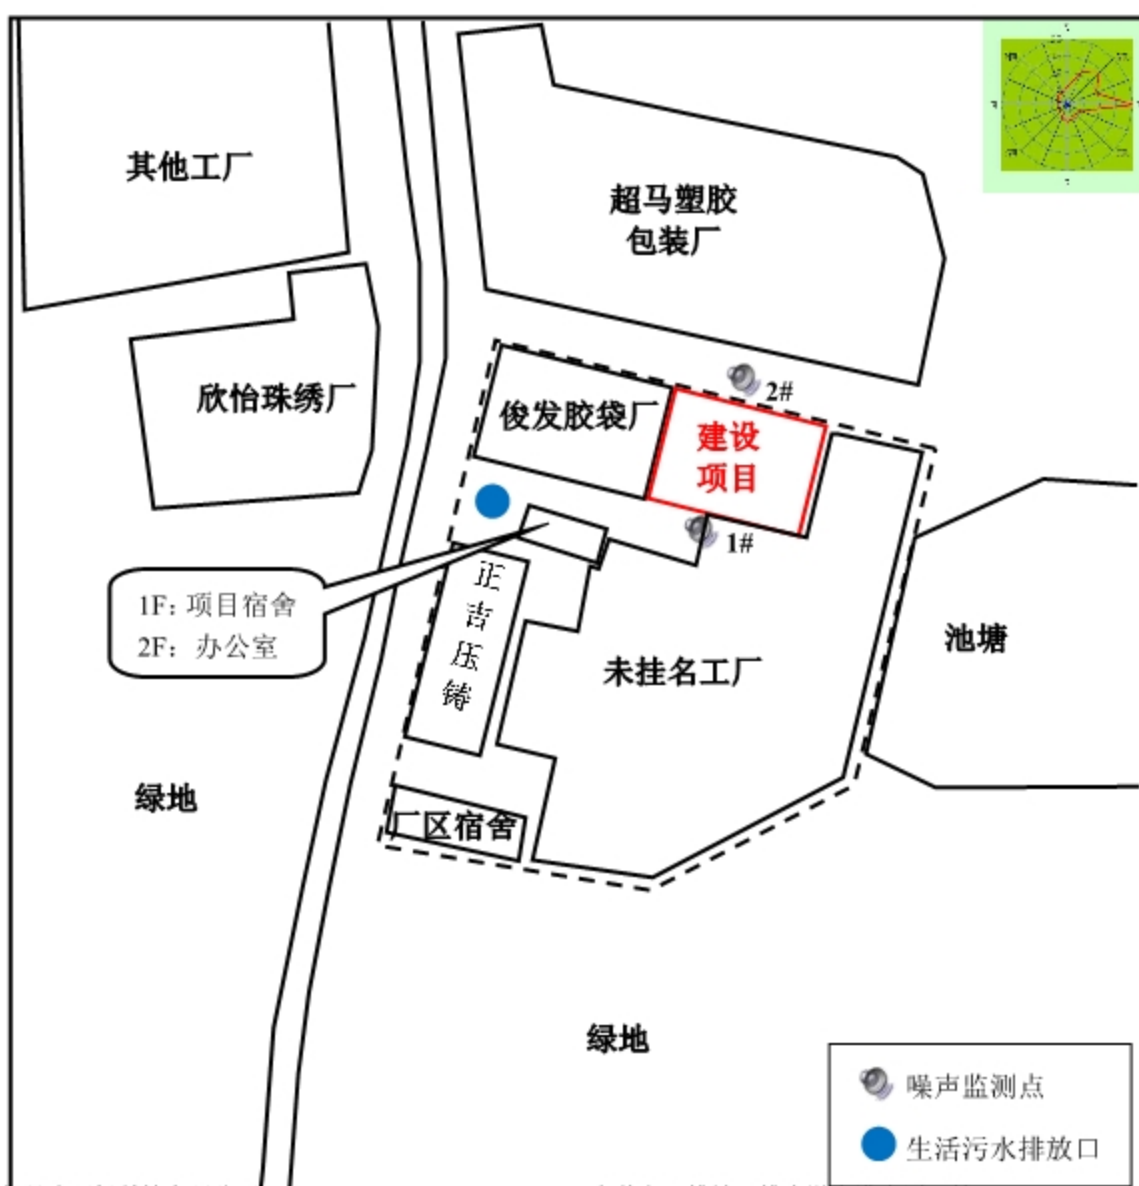 其他工厂
超马塑胶
包装厂
欣怡珠绣厂
俊发胶袋厂
建设
项目
2#
1#
1F：项目宿舍
2F：办公室
正
吉
压
铸
未挂名工厂
池塘
绿地
厂区宿舍
绿地
噪声监测点
生活污水排放口